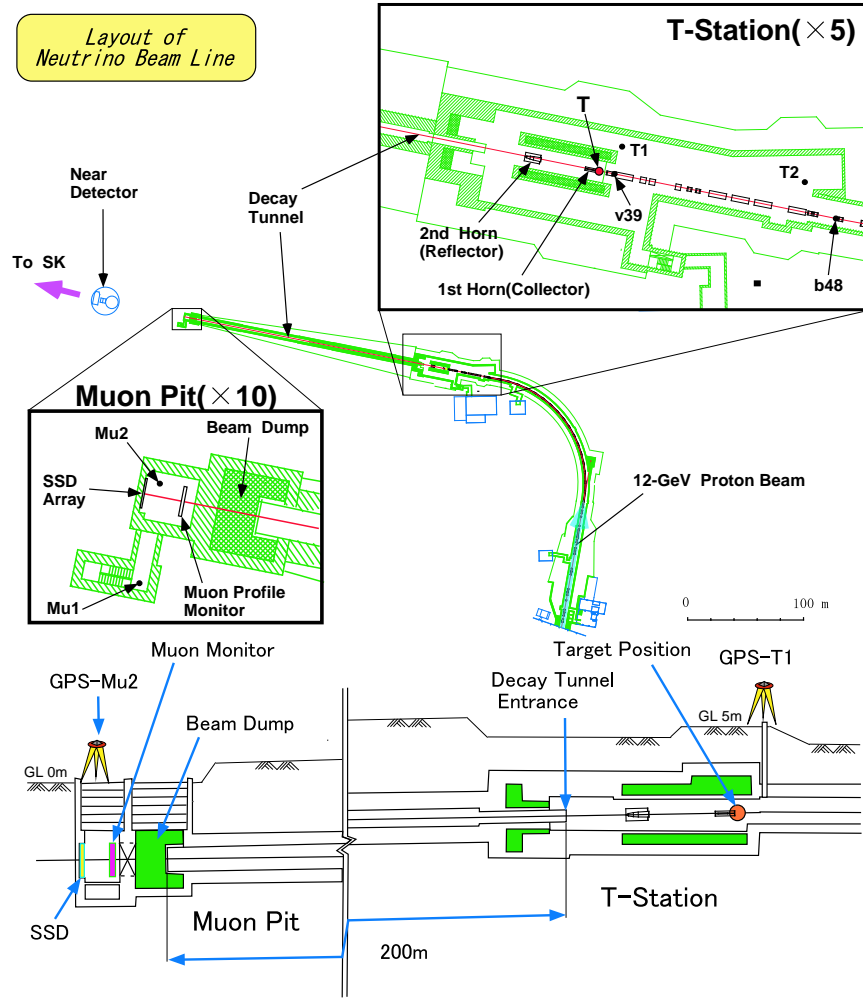 Layout of
Neutrino Beam Line
T-Station(×5)
T
T1
T2
v39
b48
2nd Horn
(Reflector)
1st Horn(Collector)
Near
Detector
Decay
Tunnel
To SK
Muon Pit(×10)
Mu2
Beam Dump
SSD
Array
Mu1
Muon Profile
Monitor
12-GeV Proton Beam
0 100 m
Muon Monitor
Target Position
GPS-T1
GPS-Mu2
Decay Tunnel
Entrance
Beam Dump
GL 5m
GL 0m
T-Station
Muon Pit
SSD
200m